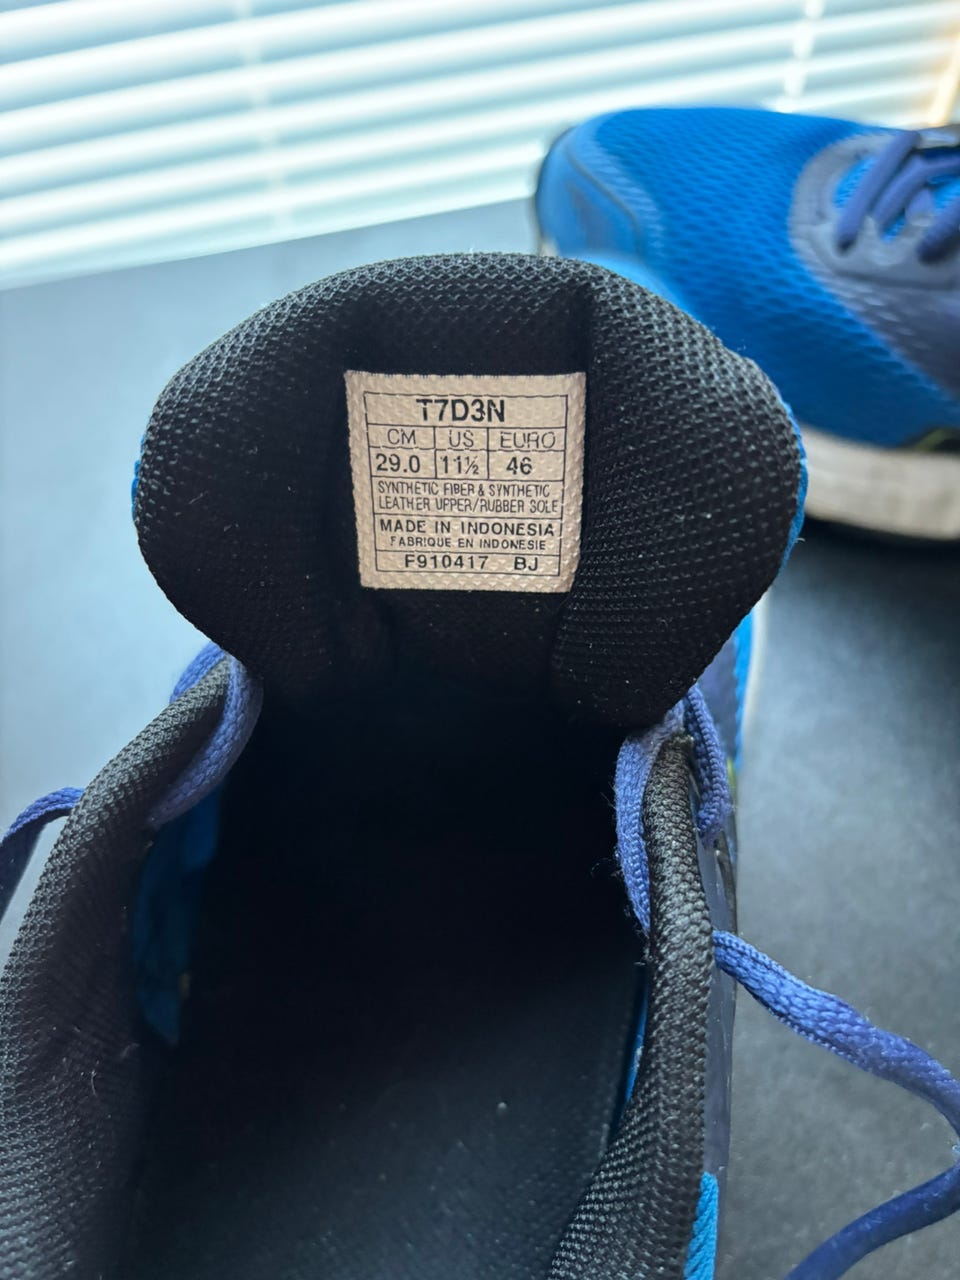 T7D3N
CM US EURO
29.0 11½ 46
SYNTHETIC FIBER & SYNTHETIC
LEATHER UPPER/RUBBER SOLE
MADE IN INDONESIA
FABRIQUE EN INDONESIE
F910417 BJ